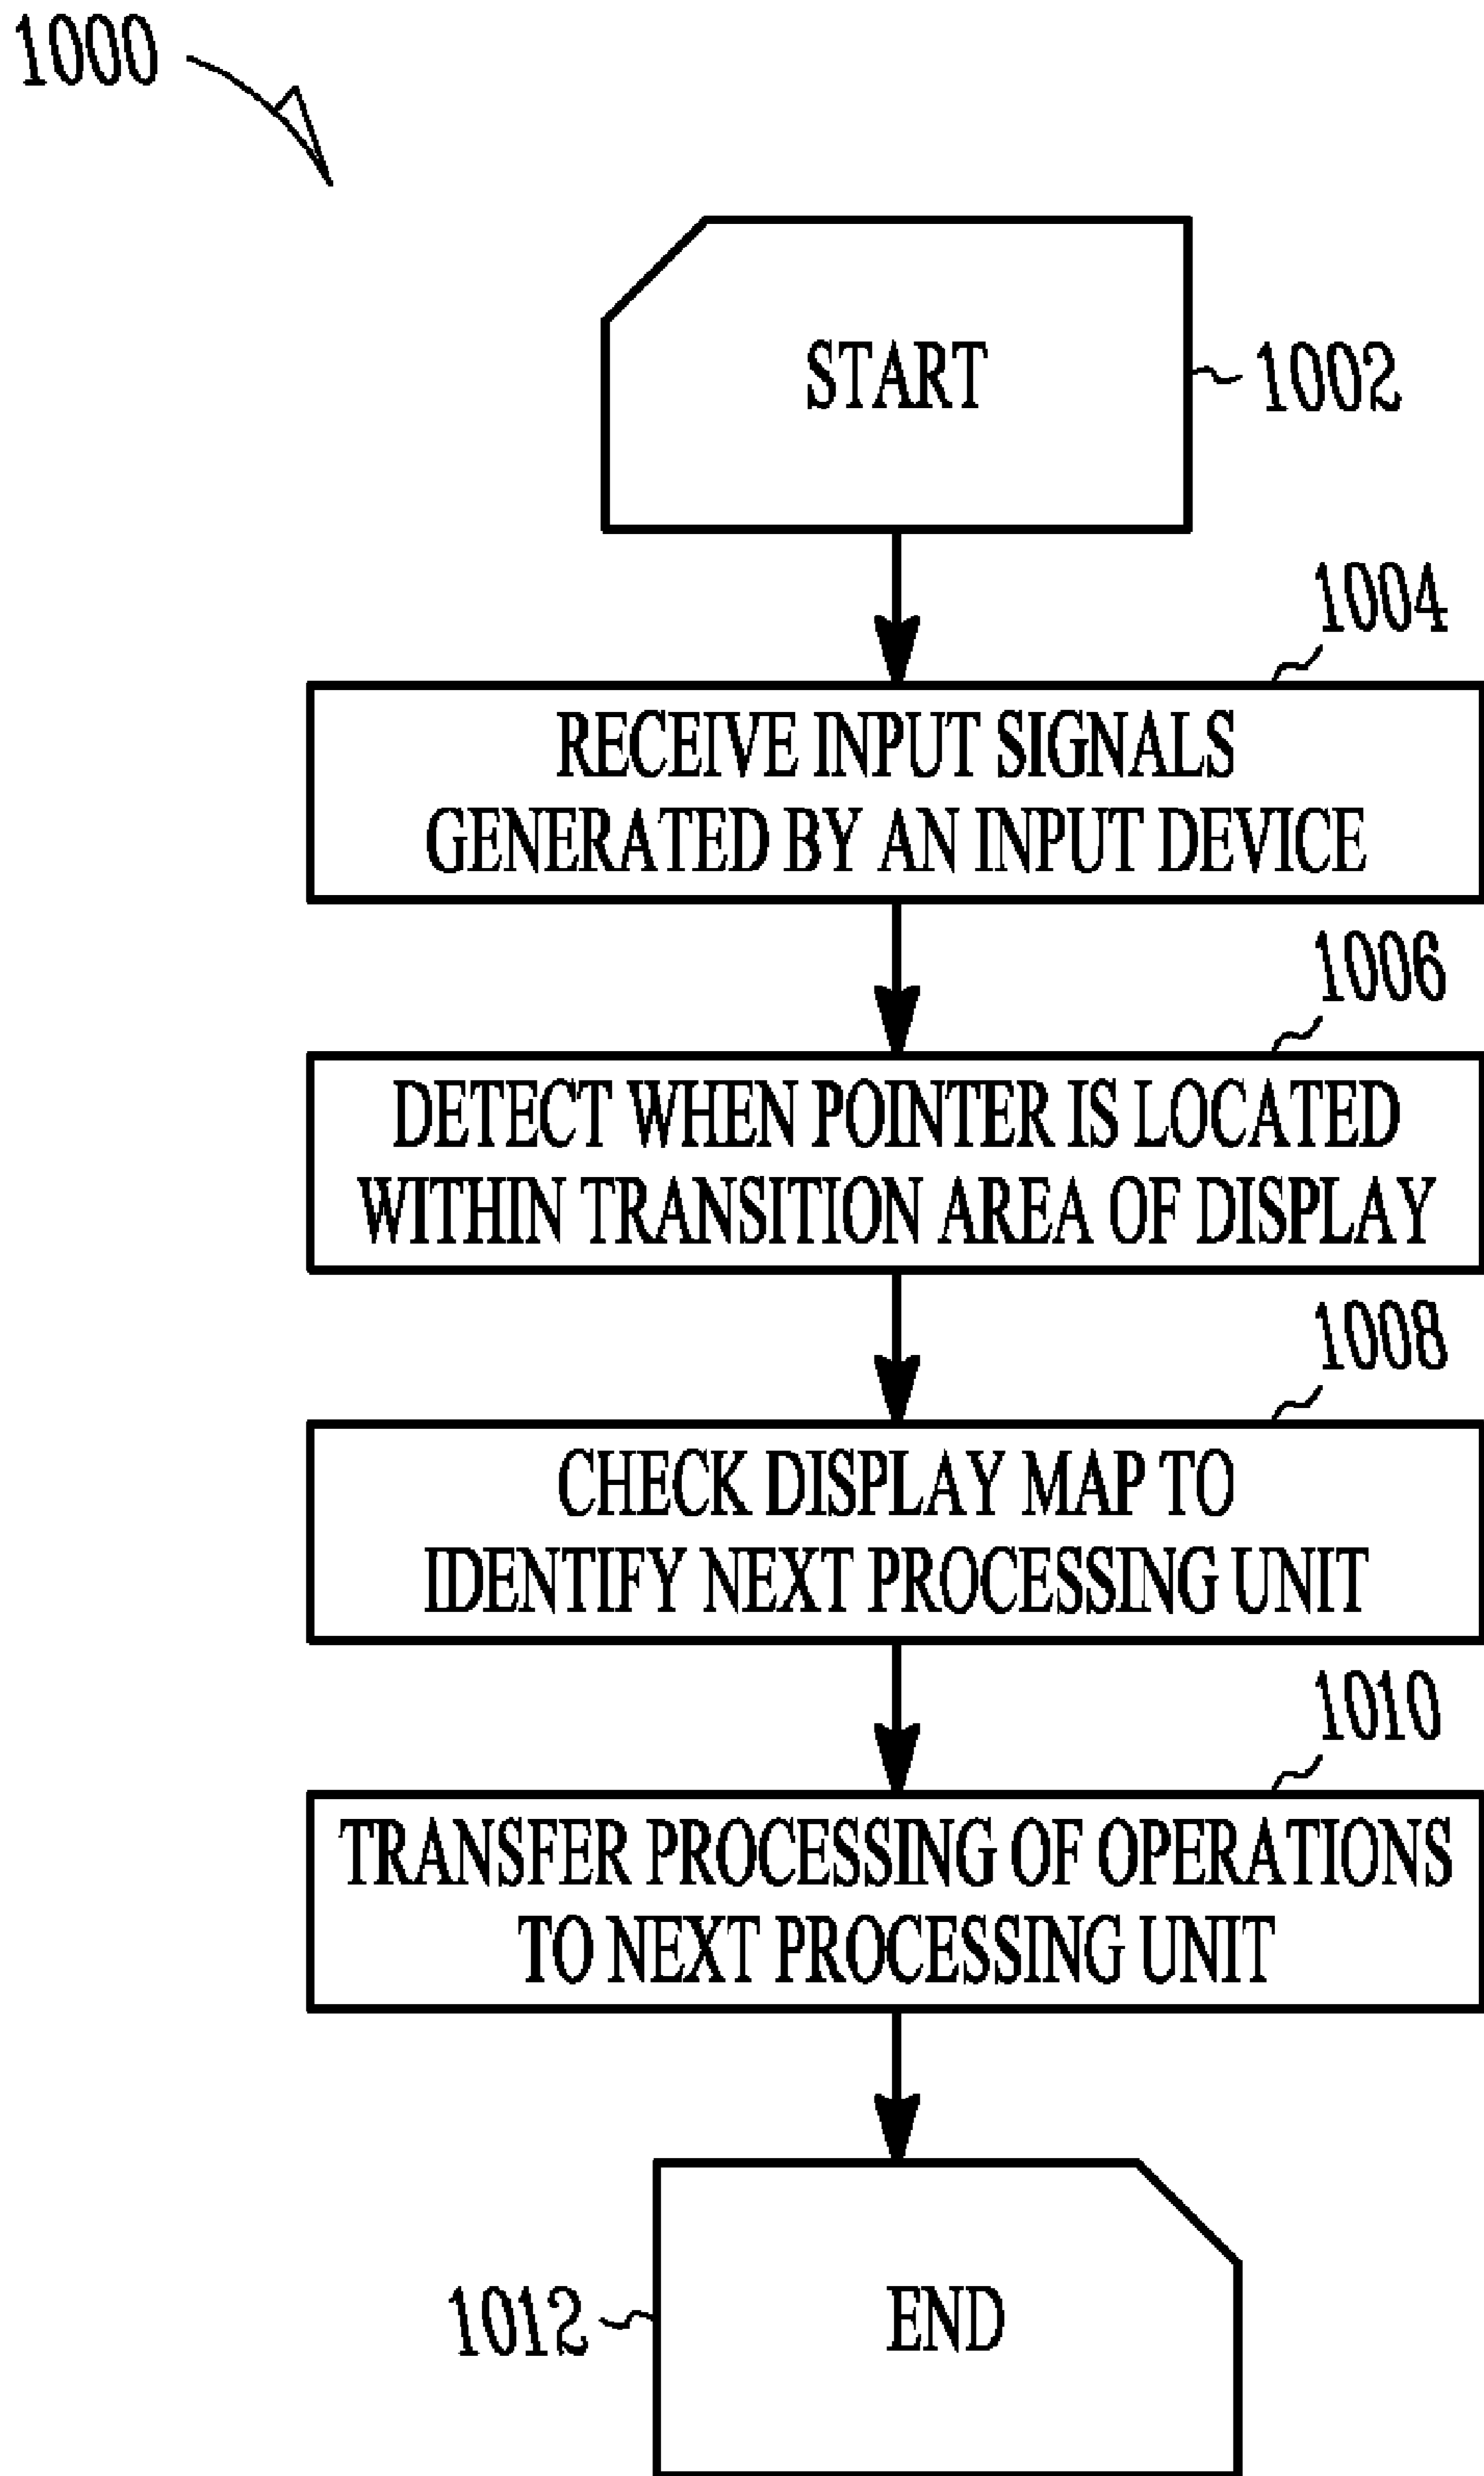 1000
START
1002
1004
RECEIVE INPUT SIGNALS
GENERATED BY AN INPUT DEVICE
1006
DETECT WHEN POINTER IS LOCATED
WITHIN TRANSITION AREA OF DISPLAY
1008
CHECK DISPLAY MAP TO
IDENTIFY NEXT PROCESSING UNIT
1010
TRANSFER PROCESSING OF OPERATIONS
TO NEXT PROCESSING UNIT
1012
END